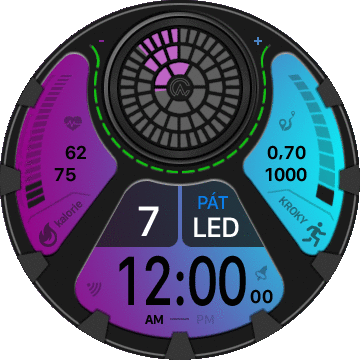 - +
62
75
kalorie
0,70
1000
KROKY
7
PÁT
LED
12:00 00
AM — PM